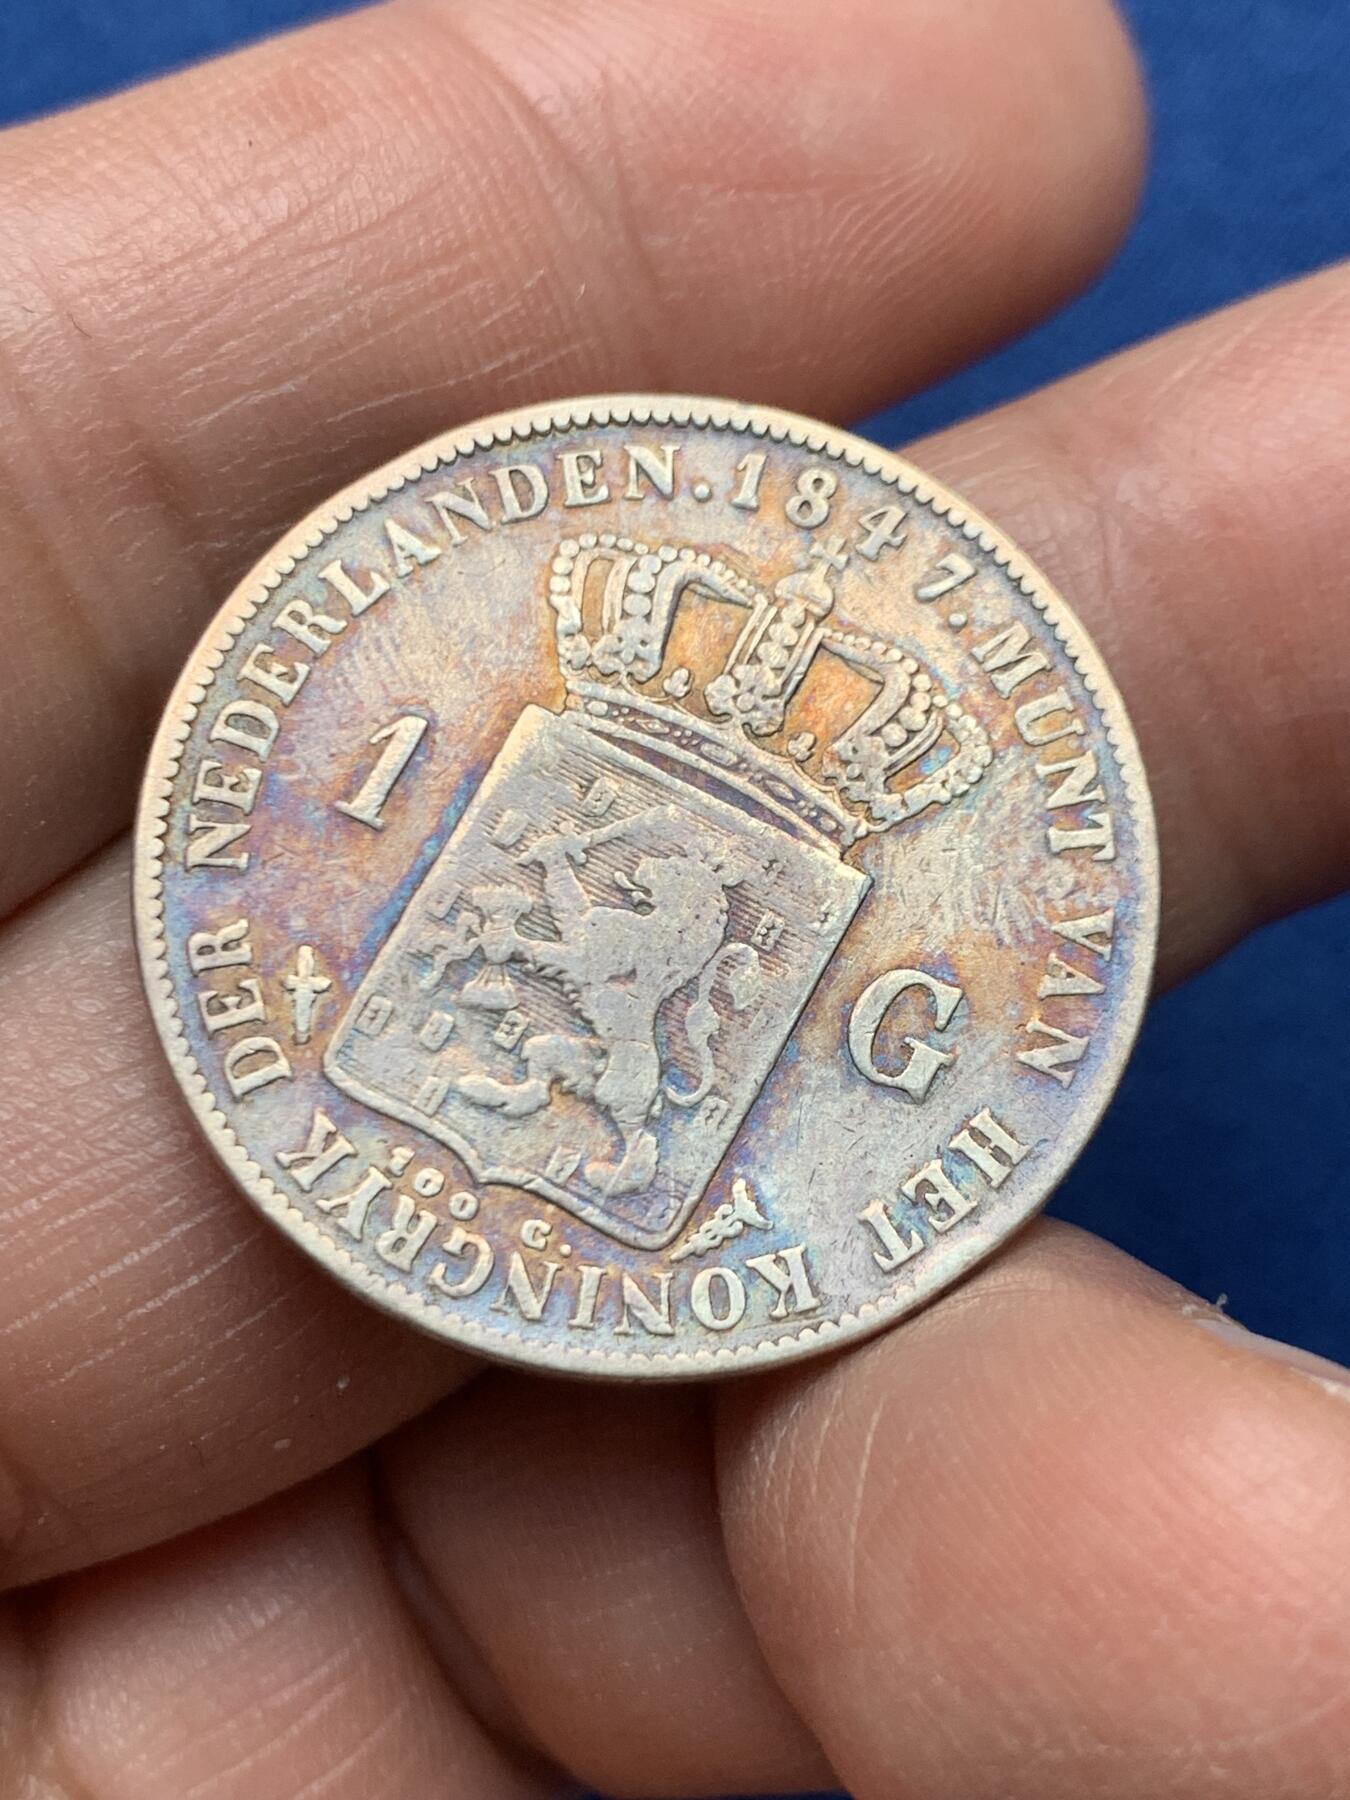 MUNT VAN HET KONINGRYK DER NEDERLANDEN. 1847.
1 G
100 C.